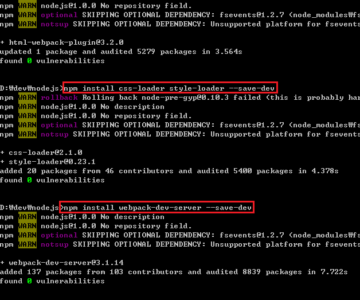 npm WARN nodejs@1.0.0 No repository field.
npm WARN optional SKIPPING OPTIONAL DEPENDENCY: fsevents@1.2.7 (node_modules\f
npm WARN notsup SKIPPING OPTIONAL DEPENDENCY: Unsupported platform for fsevent
+ html-webpack-plugin@3.2.0
updated 1 package and audited 5279 packages in 3.564s
found 0 vulnerabilities
D:\Wdev\Wnodejs>npm install css-loader style-loader --save-dev
npm WARN rollback Rolling back node-pre-gyp@0.10.3 failed (this is probably har
npm WARN nodejs@1.0.0 No description
npm WARN nodejs@1.0.0 No repository field.
npm WARN optional SKIPPING OPTIONAL DEPENDENCY: fsevents@1.2.7 (node_modules\fs
npm WARN notsup SKIPPING OPTIONAL DEPENDENCY: Unsupported platform for fsevents
+ css-loader@2.1.0
+ style-loader@0.23.1
added 20 packages from 46 contributors and audited 5400 packages in 4.378s
found 0 vulnerabilities
npm install webpack-dev-server --save-dev
npm WARN nodejs@1.0.0 No description
npm WARN nodejs@1.0.0 No repository field.
npm WARN optional SKIPPING OPTIONAL DEPENDENCY: fsevents@1.2.7 (node_modules\fs
npm WARN notsup SKIPPING OPTIONAL DEPENDENCY: Unsupported platform for fsevents
+ webpack-dev-server@3.1.14
added 137 packages from 103 contributors and audited 8839 packages in 7.722s
found 0 vulnerabilities